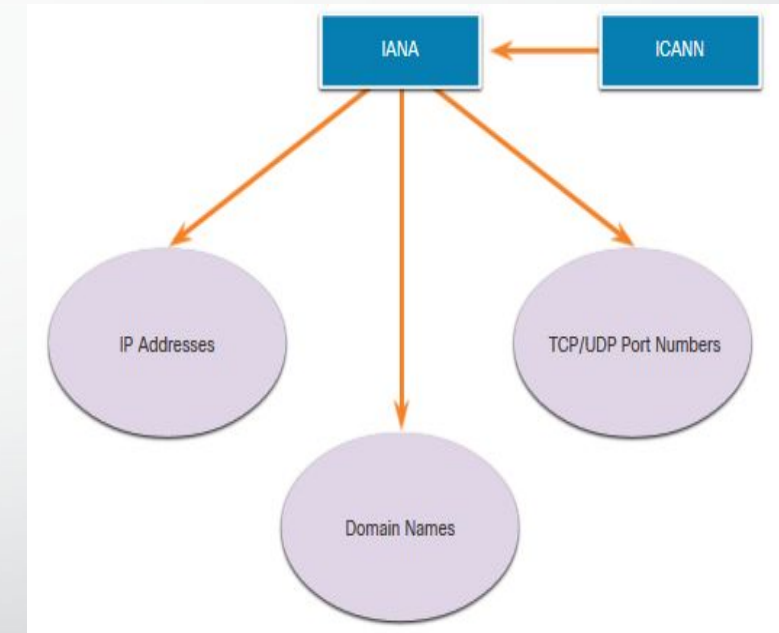 IANA
ICANN
IP Addresses
TCP/UDP Port Numbers
Domain Names